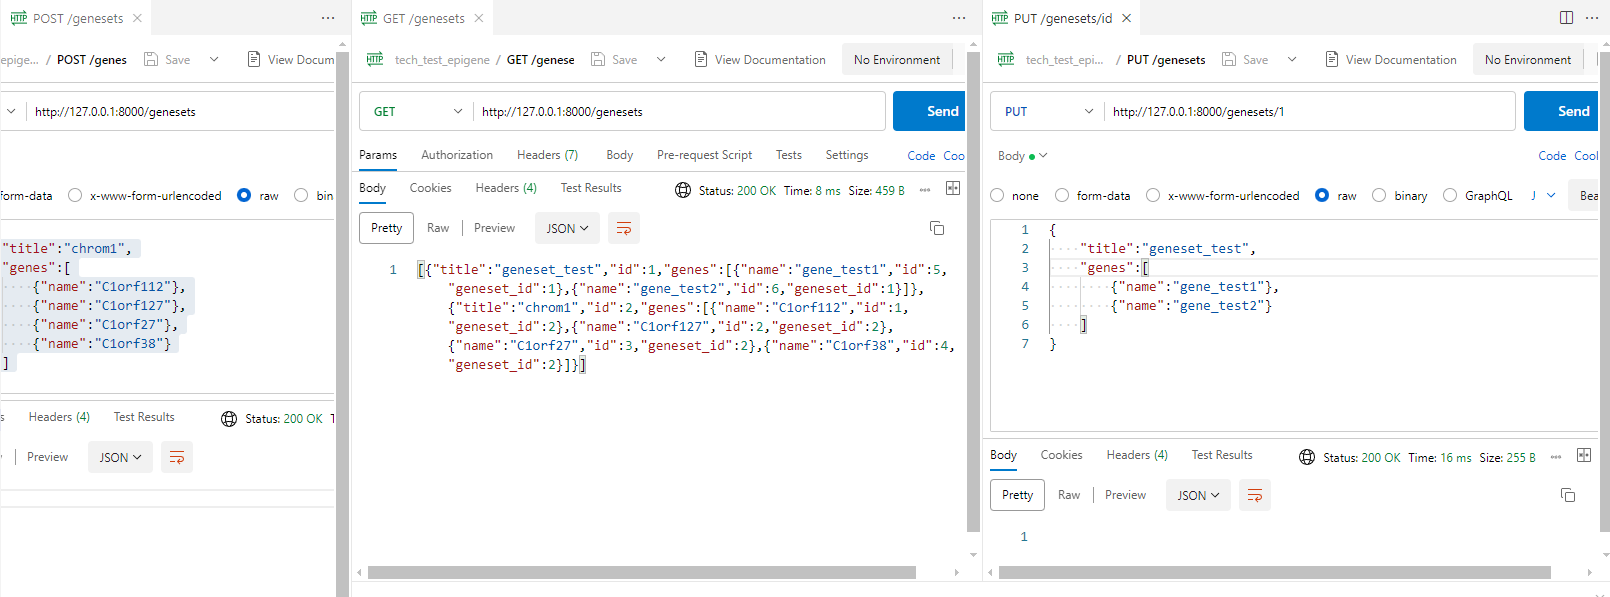 POST /genesets
epige... / POST /genes Save View Docum
http://127.0.0.1:8000/genesets
form-data x-www-form-urlencoded raw bin
"title":"chrom1",
"genes":[
{"name":"C1orf112"},
{"name":"C1orf127"},
{"name":"C1orf27"},
{"name":"C1orf38"}
]
Headers (4) Test Results Status: 200 OK
Preview JSON
GET /genesets
tech_test_epigene / GET /genese Save View Documentation No Environment
GET http://127.0.0.1:8000/genesets Send
Params Authorization Headers (7) Body Pre-request Script Tests Settings Code Coo
Body Cookies Headers (4) Test Results Status: 200 OK Time: 8 ms Size: 459 B
Pretty Raw Preview JSON
1 [{"title":"geneset_test","id":1,"genes":[{"name":"gene_test1","id":5,
"geneset_id":1},{"name":"gene_test2","id":6,"geneset_id":1}]},
{"title":"chrom1","id":2,"genes":[{"name":"C1orf112","id":1,
"geneset_id":2},{"name":"C1orf127","id":2,"geneset_id":2},
{"name":"C1orf27","id":3,"geneset_id":2},{"name":"C1orf38","id":4,
"geneset_id":2}]}]
PUT /genesets/id
tech_test_epi... / PUT /genesets Save View Documentation No Environment
PUT http://127.0.0.1:8000/genesets/1 Send
Body Code Cool
none form-data x-www-form-urlencoded raw binary GraphQL J Bea
1 {
2 "title":"geneset_test",
3 "genes":[
4 {"name":"gene_test1"},
5 {"name":"gene_test2"}
6 ]
7 }
Body Cookies Headers (4) Test Results Status: 200 OK Time: 16 ms Size: 255 B
Pretty Raw Preview JSON
1